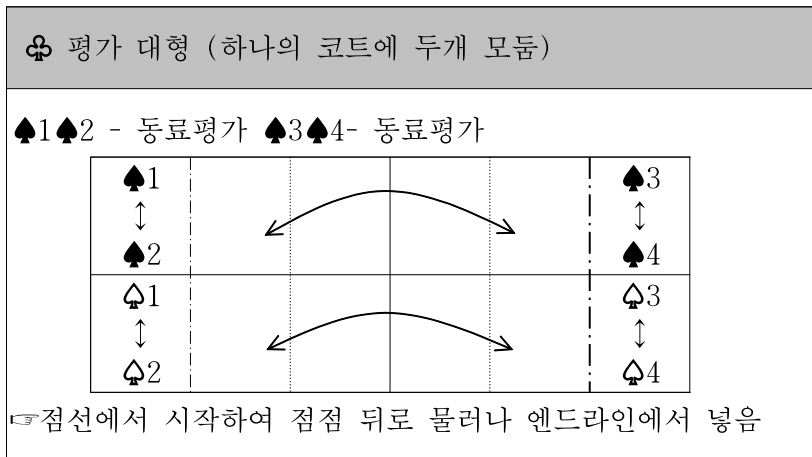 ♧ 평가 대형 (하나의 코트에 두개 모둠)
♠1♠2 - 동료평가 ♠3♠4- 동료평가
♠1 ♠3
↕ ↕
♠2 ♠4
♤1 ♤3
↕ ↕
♤2 ♤4
☞점선에서 시작하여 점점 뒤로 물러나 엔드라인에서 넣음